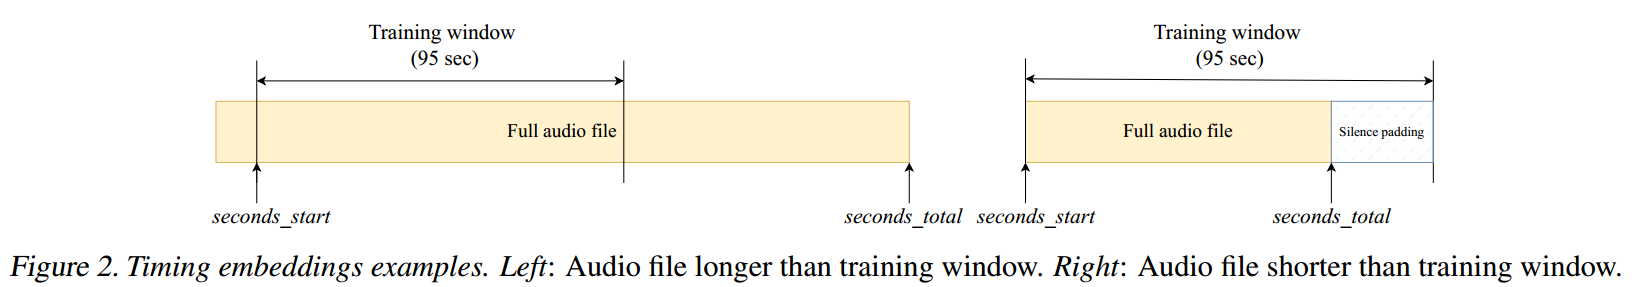 Training window
(95 sec)
Full audio file
seconds_start
seconds_total
Training window
(95 sec)
Full audio file
Silence padding
seconds_start
seconds_total
Figure 2. Timing embeddings examples. Left: Audio file longer than training window. Right: Audio file shorter than training window.